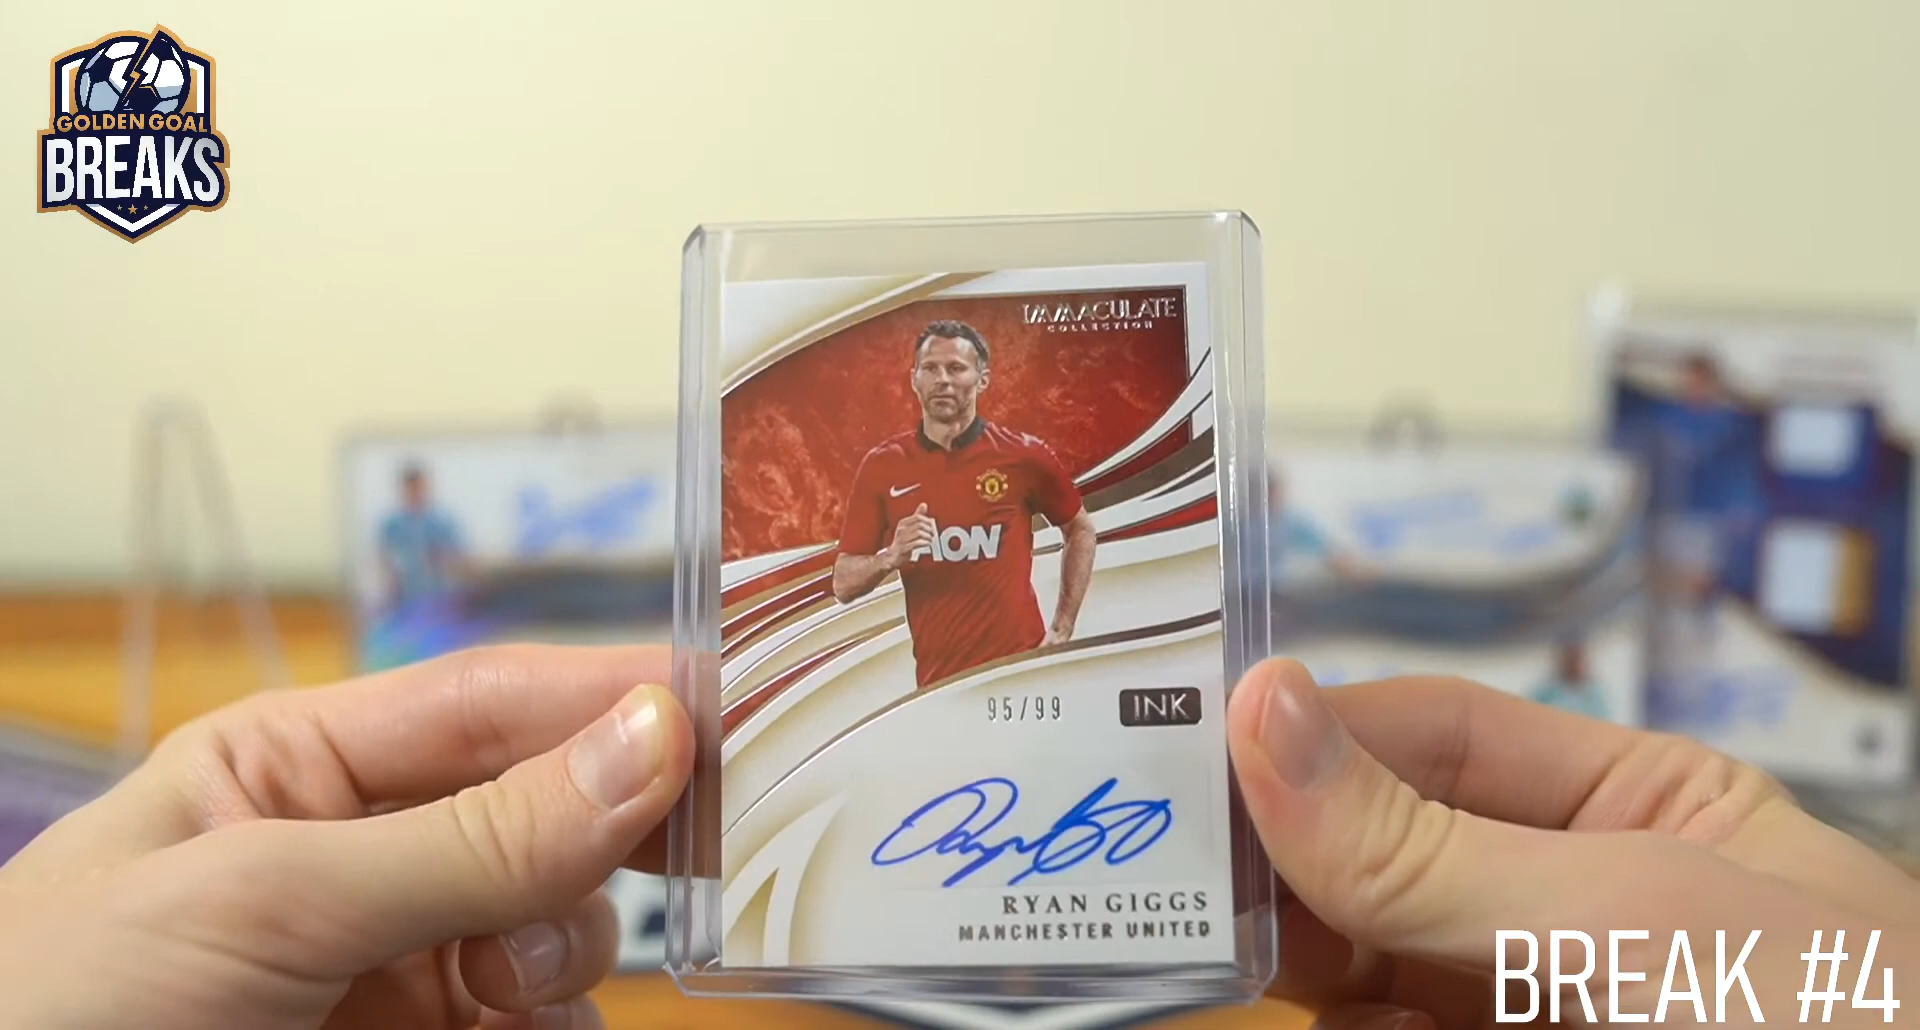 GOLDEN GOAL
BREAKS
IMMACULATE
COLLECTION
AON
95/99
INK
RYAN GIGGS
MANCHESTER UNITED
BREAK #4